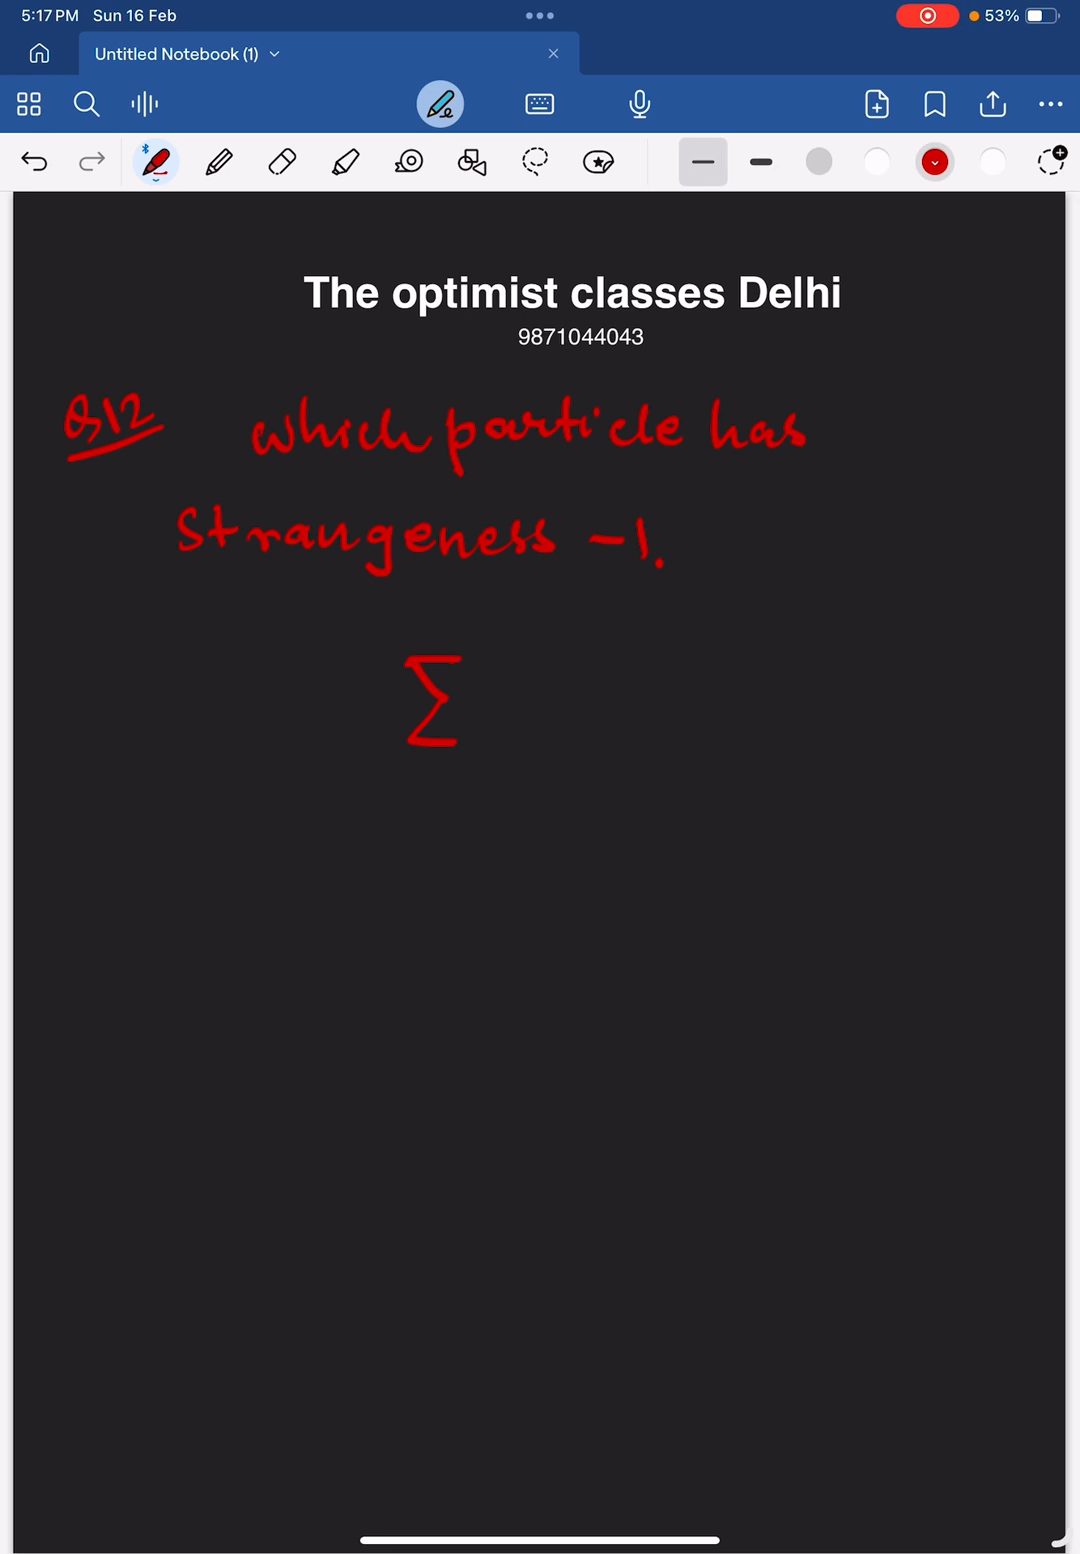 5:17 PM Sun 16 Feb
53%
Untitled Notebook (1)
The optimist classes Delhi
9871044043
Q12 which particle has
Strangeness -1.
Σ